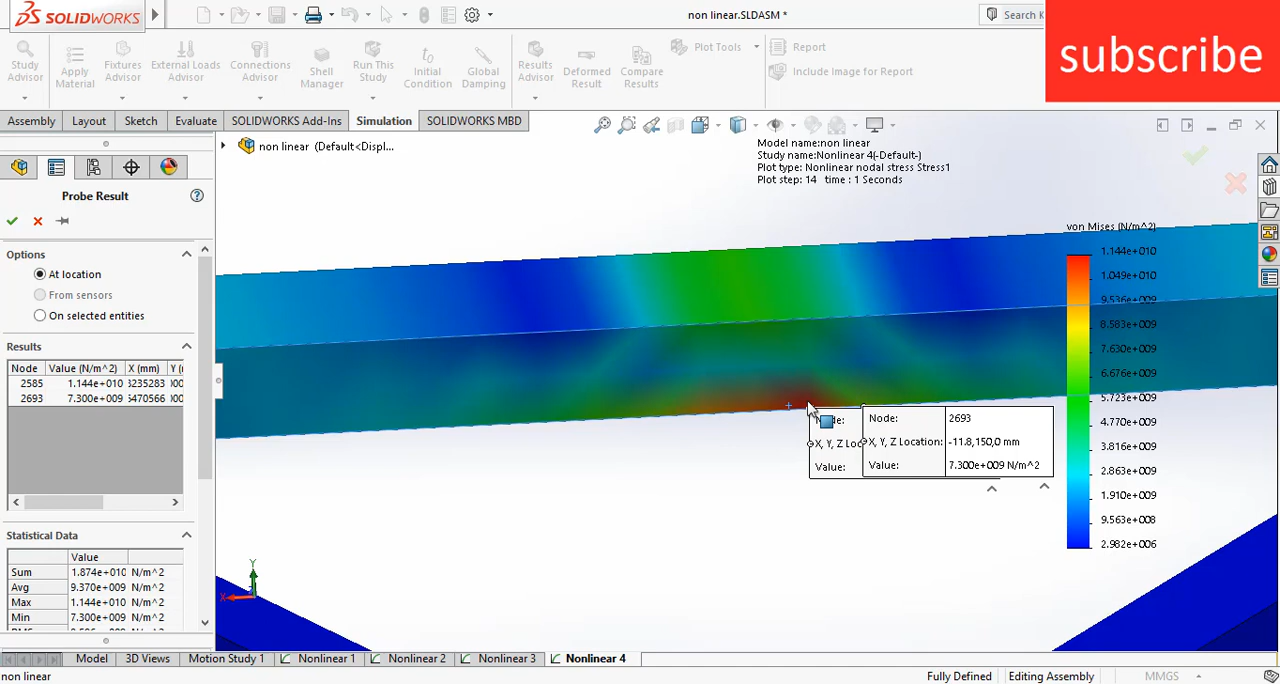 SOLIDWORKS
non linear.SLDASM *
Search K
subscribe
Study Advisor
Apply Material
Fixtures Advisor
External Loads Advisor
Connections Advisor
Shell Manager
Run This Study
Initial Condition
Global Damping
Results Advisor
Deformed Result
Compare Results
Plot Tools
Report
Include Image for Report
Assembly Layout Sketch Evaluate SOLIDWORKS Add-Ins Simulation SOLIDWORKS MBD
non linear (Default<Displ...
Model name:non linear
Study name:Nonlinear 4(-Default-)
Plot type: Nonlinear nodal stress Stress1
Plot step: 14 time : 1 Seconds
Probe Result
Options
At location
From sensors
On selected entities
Results
Node Value (N/m^2) X (mm) Y (
2585 1.144e+010 3235283
2693 7.300e+009 5470866
Statistical Data
Value
Sum 1.874e+010 N/m^2
Avg 9.370e+009 N/m^2
Max 1.144e+010 N/m^2
Min 7.300e+009 N/m^2
von Mises (N/m^2)
1.144e+010
1.049e+010
9.536e+009
8.583e+009
7.630e+009
6.676e+009
5.723e+009
4.770e+009
2.863e+009
1.910e+009
9.563e+008
2.982e+006
X, Y, Z Loc
Value:
Node: 2693
X, Y, Z Location: -11.8,150,0 mm
Value: 7.300e+009 N/m^2
Y
X
Model 3D Views Motion Study 1 Nonlinear 1 Nonlinear 2 Nonlinear 3 Nonlinear 4
non linear
Fully Defined Editing Assembly MMGS